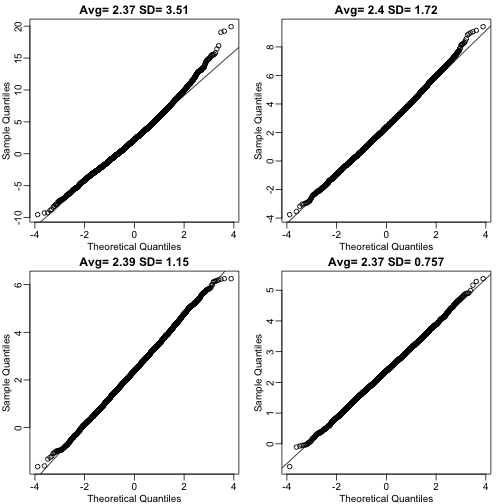 Avg= 2.37 SD= 3.51
Sample Quantiles
20
15
10
5
0
-5
-10
-4 -2 0 2 4
Theoretical Quantiles
Avg= 2.4 SD= 1.72
Sample Quantiles
8
6
4
2
0
-2
-4
-4 -2 0 2 4
Theoretical Quantiles
Avg= 2.39 SD= 1.15
Sample Quantiles
6
4
2
0
-4 -2 0 2 4
Theoretical Quantiles
Avg= 2.37 SD= 0.757
Sample Quantiles
5
4
3
2
1
0
-4 -2 0 2 4
Theoretical Quantiles